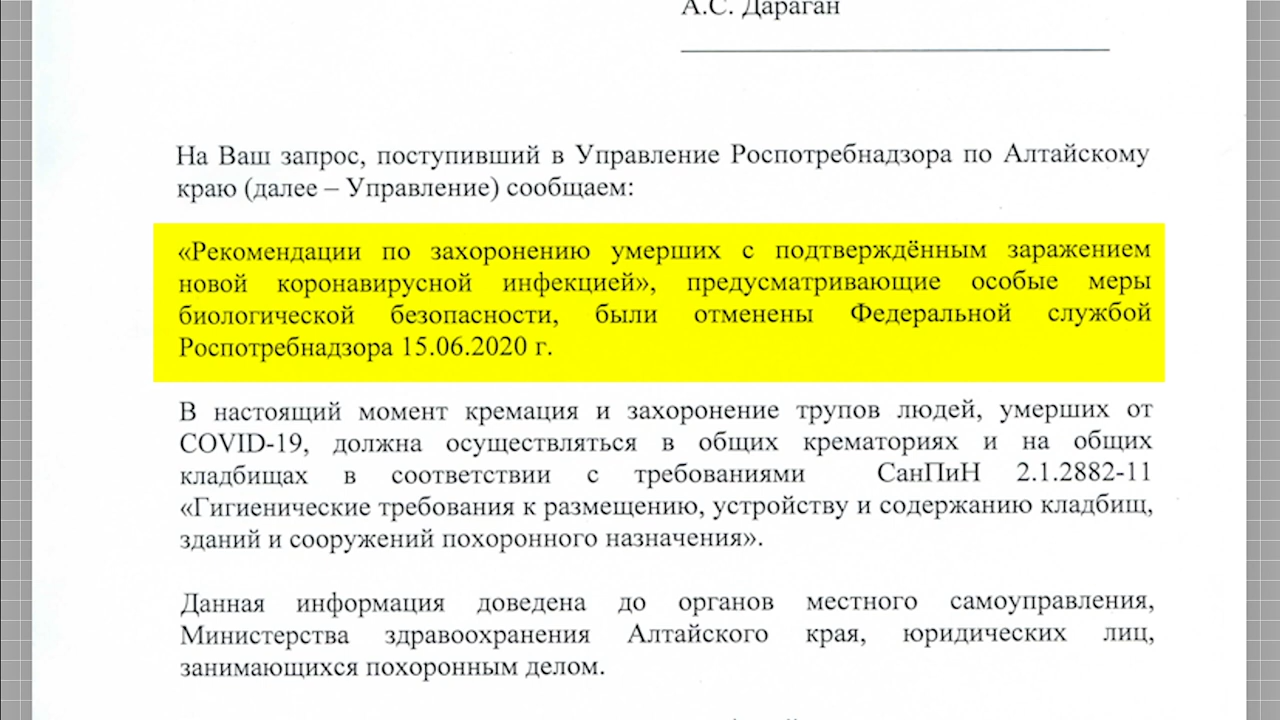 А.С. Дараган
На Ваш запрос, поступивший в Управление Роспотребнадзора по Алтайскому
краю (далее – Управление) сообщаем:
«Рекомендации по захоронению умерших с подтверждённым заражением
новой коронавирусной инфекцией», предусматривающие особые меры
биологической безопасности, были отменены Федеральной службой
Роспотребнадзора 15.06.2020 г.
В настоящий момент кремация и захоронение трупов людей, умерших от
COVID-19, должна осуществляться в общих крематориях и на общих
кладбищах в соответствии с требованиями СанПиН 2.1.2882-11
«Гигиенические требования к размещению, устройству и содержанию кладбищ,
зданий и сооружений похоронного назначения».
Данная информация доведена до органов местного самоуправления,
Министерства здравоохранения Алтайского края, юридических лиц,
занимающихся похоронным делом.